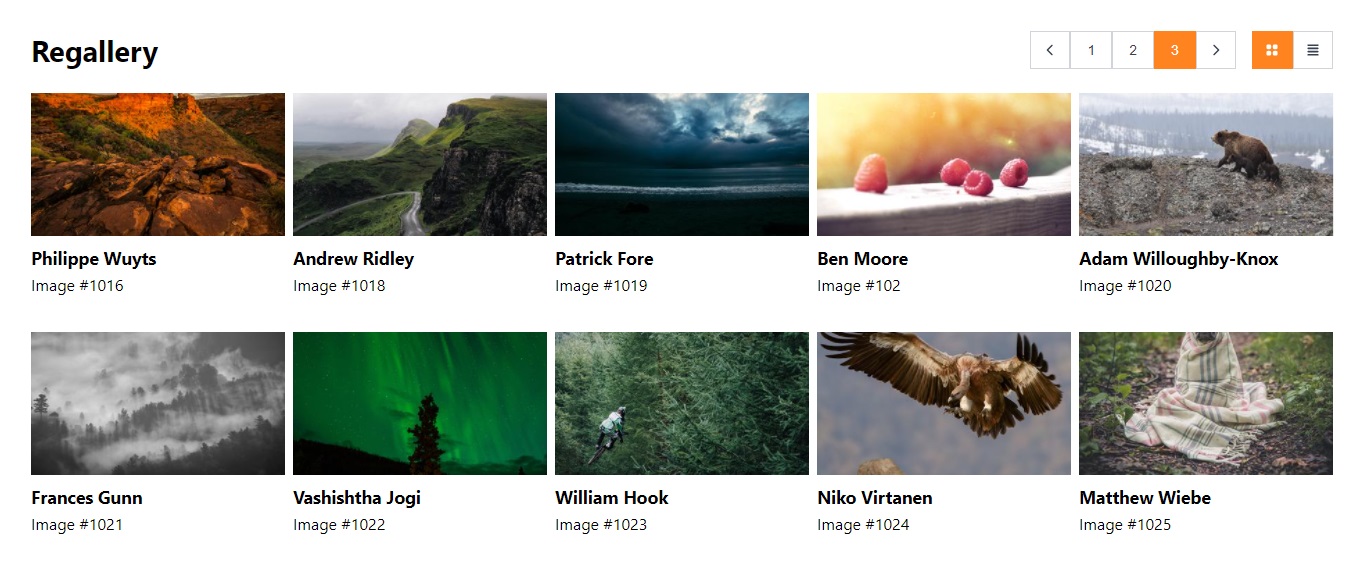 Regallery
1 2 3
Philippe Wuyts
Image #1016
Andrew Ridley
Image #1018
Patrick Fore
Image #1019
Ben Moore
Image #102
Adam Willoughby-Knox
Image #1020
Frances Gunn
Image #1021
Vashishtha Jogi
Image #1022
William Hook
Image #1023
Niko Virtanen
Image #1024
Matthew Wiebe
Image #1025